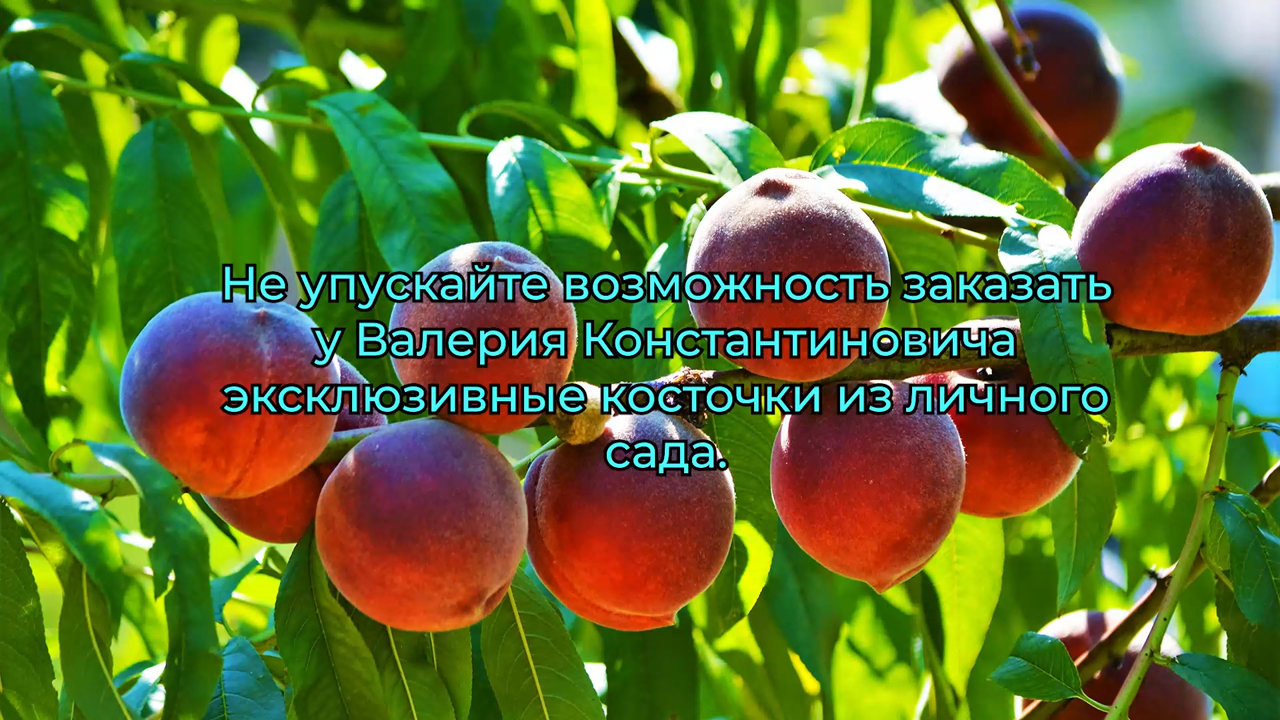 Не упускайте возможность заказать
у Валерия Константиновича
эксклюзивные косточки из личного
сада.